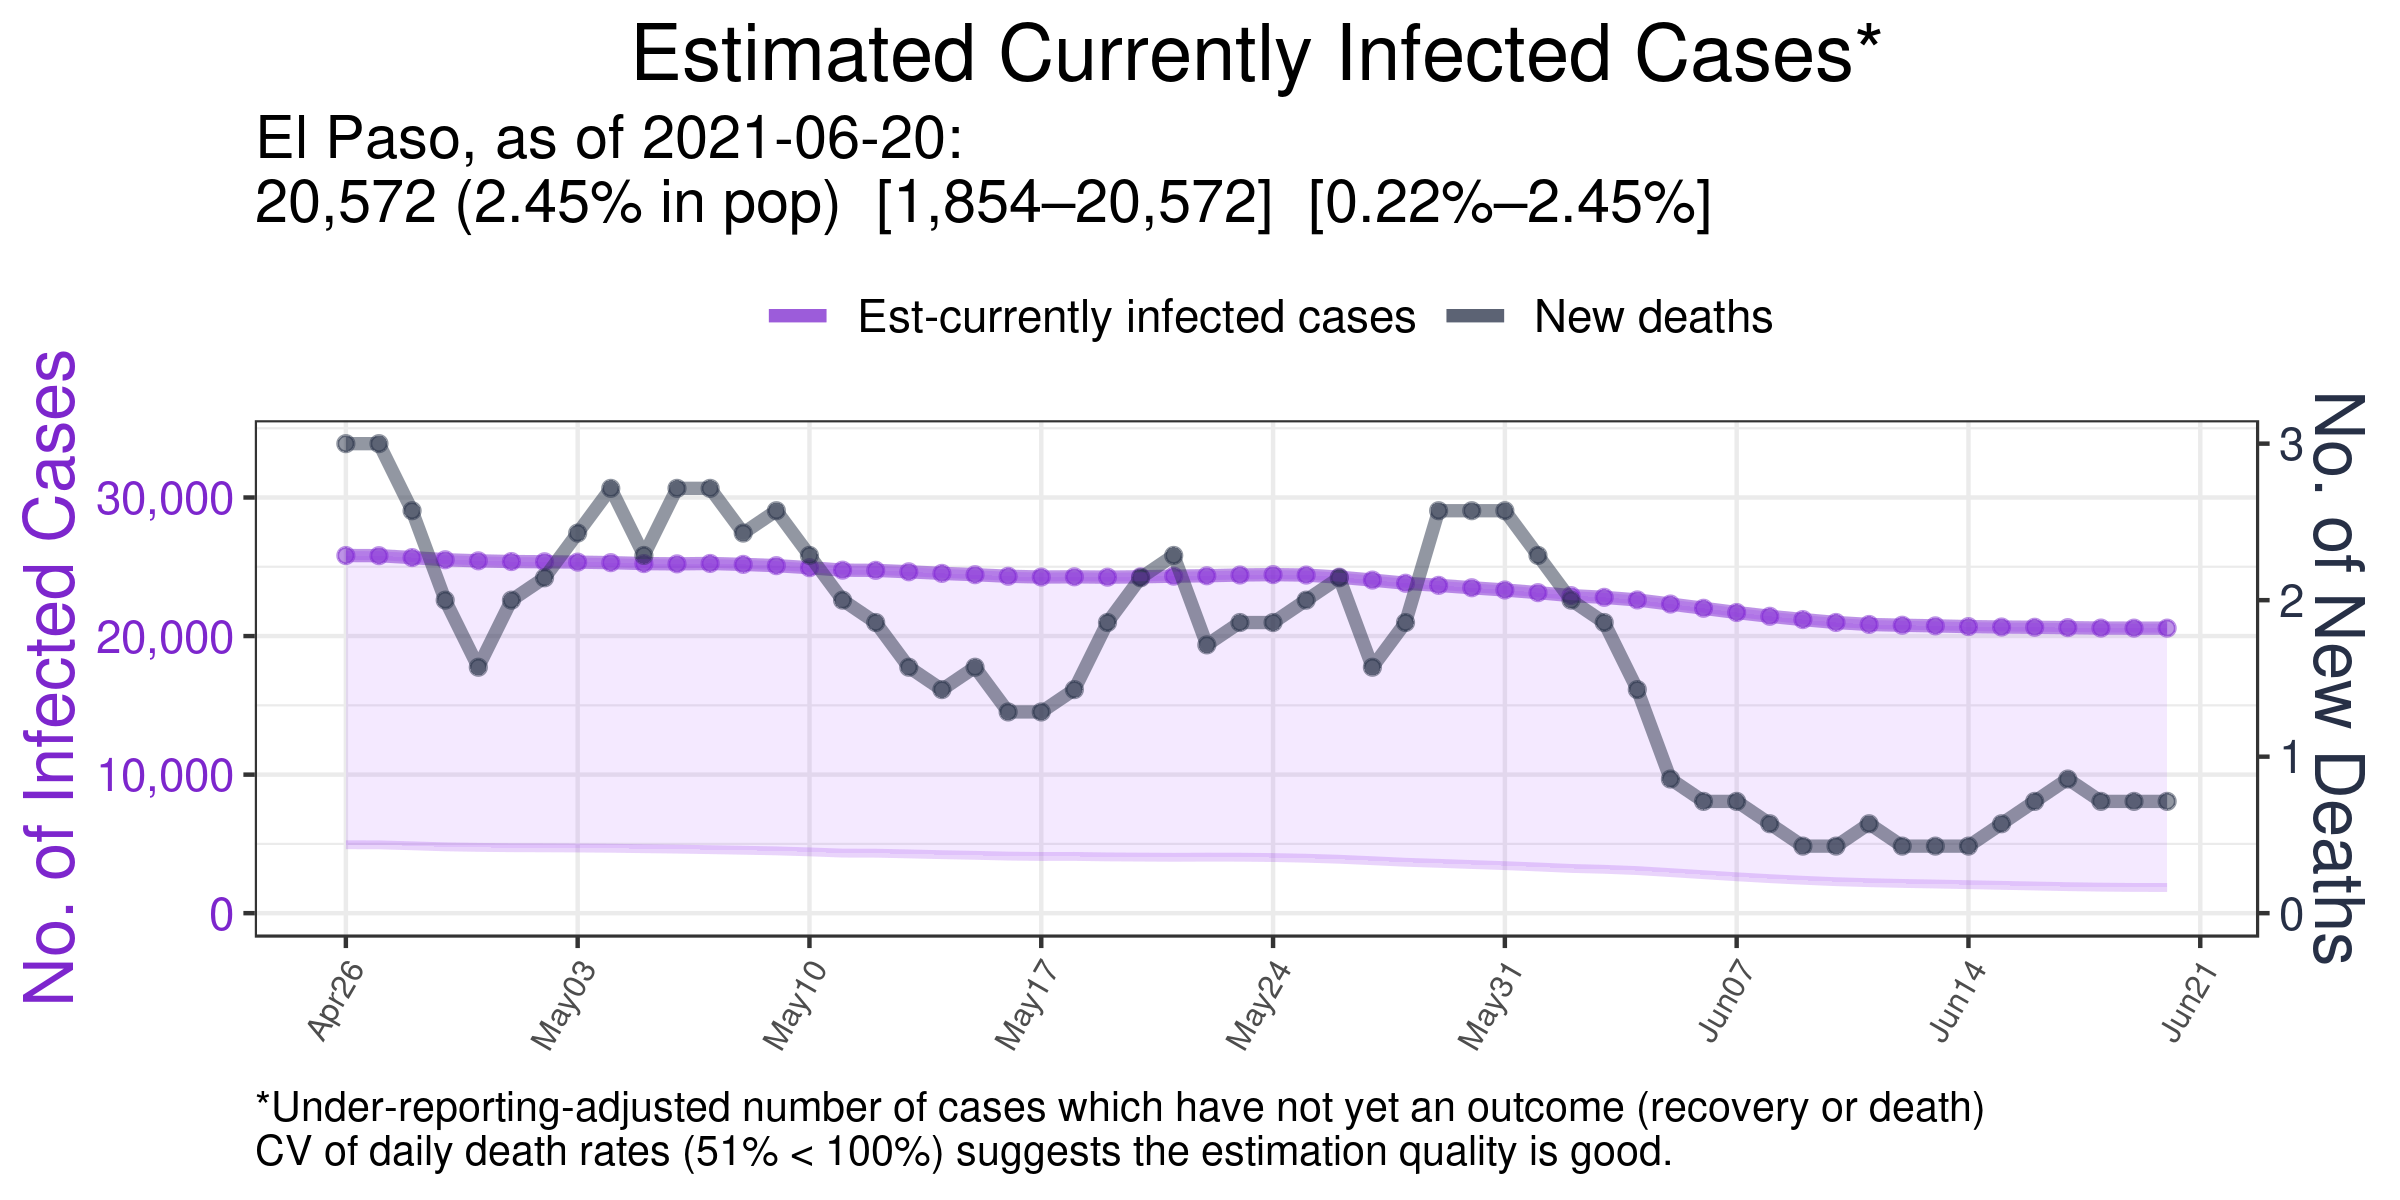 Estimated Currently Infected Cases*
El Paso, as of 2021-06-20:
20,572 (2.45% in pop)  [1,854–20,572]  [0.22%–2.45%]
Est-currently infected cases
New deaths
No. of Infected Cases
30,000
20,000
10,000
0
3
2
1
0
No. of New Deaths
Apr26
May03
May10
May17
May24
May31
Jun07
Jun14
Jun21
*Under-reporting-adjusted number of cases which have not yet an outcome (recovery or death)
CV of daily death rates (51% < 100%) suggests the estimation quality is good.